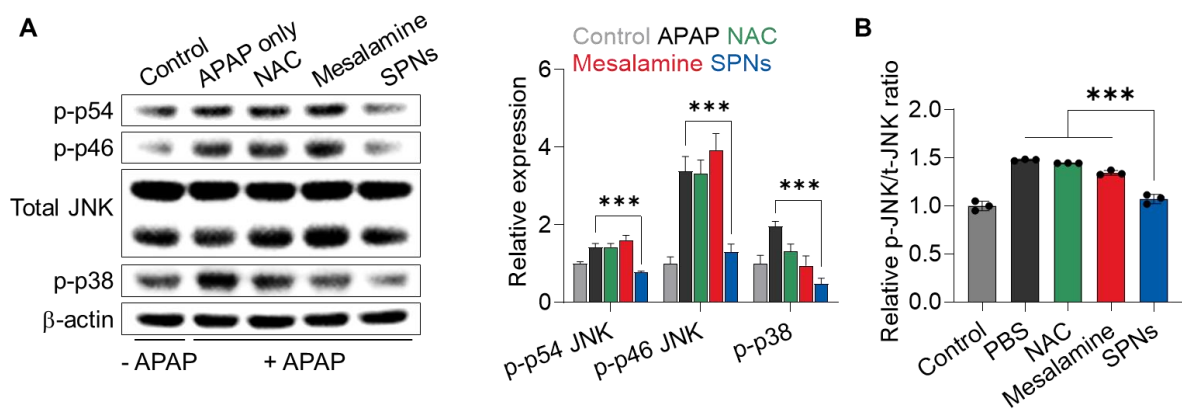 A
Control
APAP only
NAC
Mesalamine
SPNs
p-p54
p-p46
Total JNK
p-p38
β-actin
- APAP
+ APAP
Control APAP NAC
Mesalamine SPNs
Relative expression
6
4
2
0
***
***
***
p-p54 JNK
p-p46 JNK
p-p38
B
Relative p-JNK/t-JNK ratio
2.0
1.5
1.0
0.5
0.0
***
Control
PBS
NAC
Mesalamine
SPNs